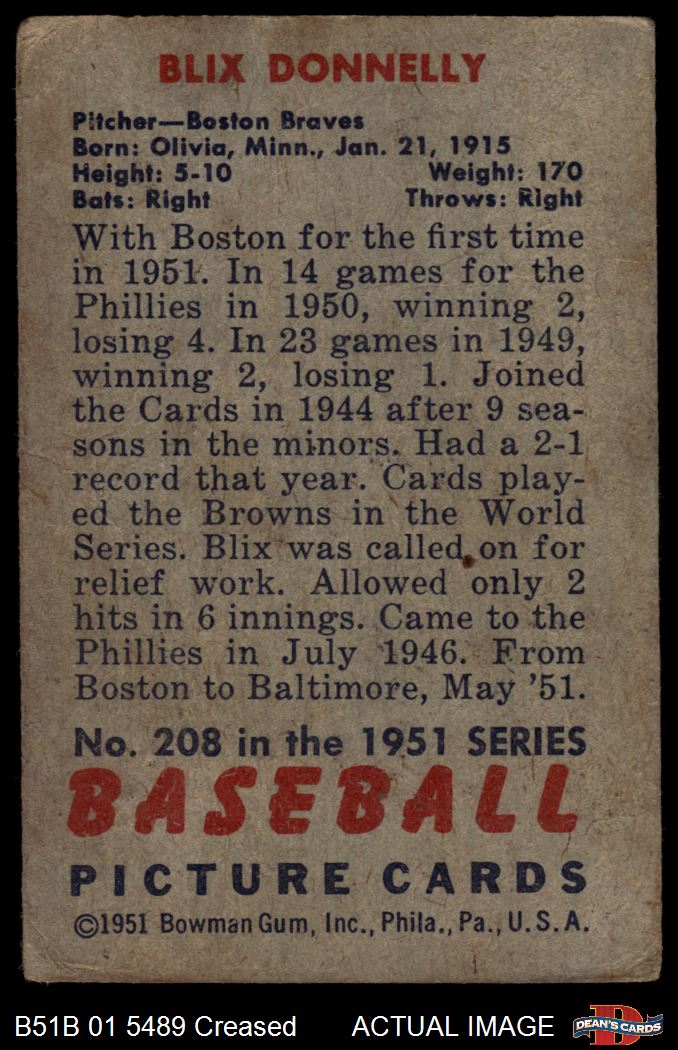 BLIX DONNELLY
Pitcher—Boston Braves
Born: Olivia, Minn., Jan. 21, 1915
Height: 5-10 Weight: 170
Bats: Right Throws: Right
With Boston for the first time
in 1951. In 14 games for the
Phillies in 1950, winning 2,
losing 4. In 23 games in 1949,
winning 2, losing 1. Joined
the Cards in 1944 after 9 sea-
sons in the minors. Had a 2-1
record that year. Cards play-
ed the Browns in the World
Series. Blix was called on for
relief work. Allowed only 2
hits in 6 innings. Came to the
Phillies in July 1946. From
Boston to Baltimore, May '51.
No. 208 in the 1951 SERIES
BASEBALL
PICTURE CARDS
©1951 Bowman Gum, Inc., Phila., Pa., U.S.A.
B51B 01 5489 Creased ACTUAL IMAGE
D
DEAN'S CARDS